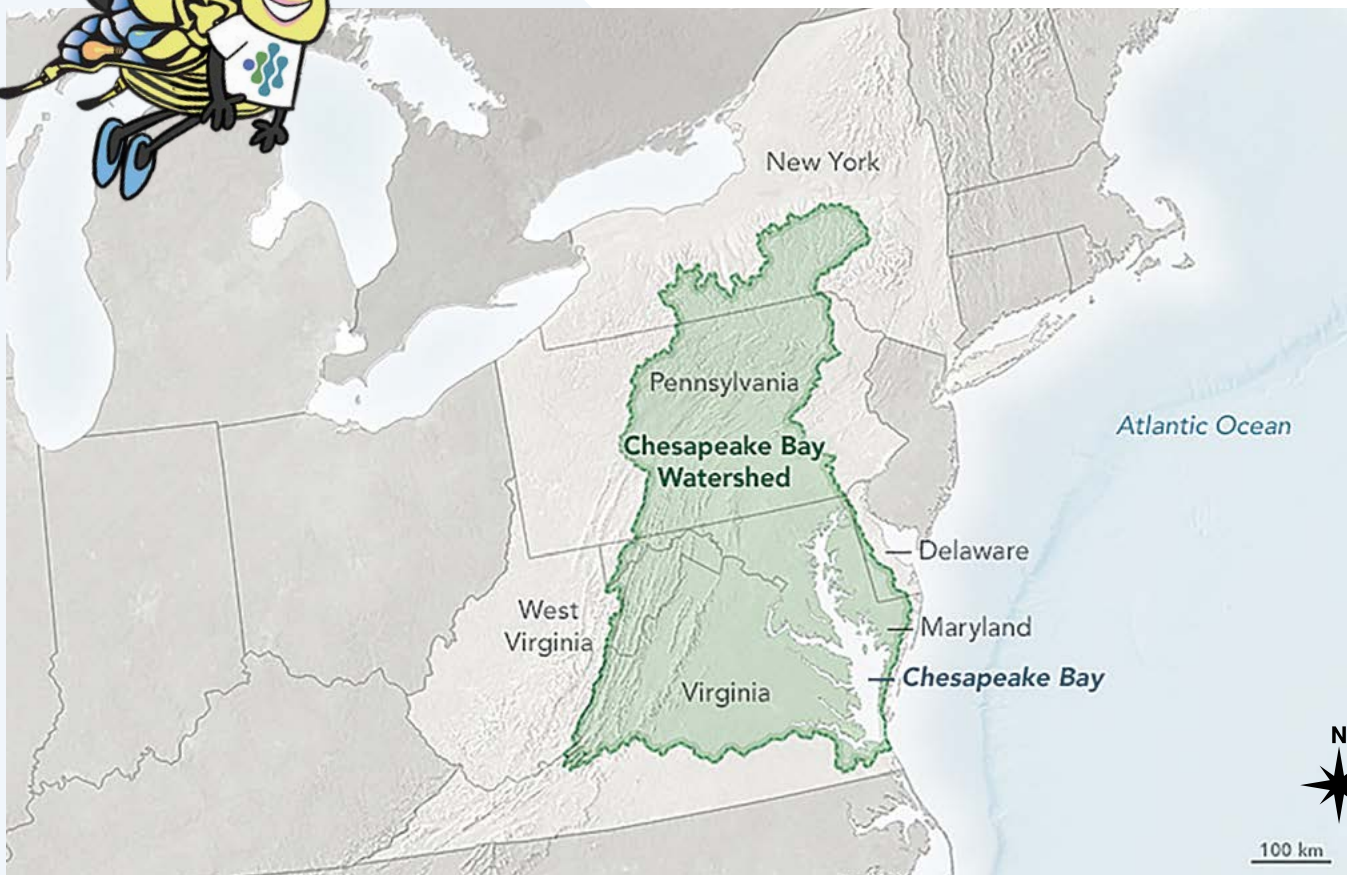 New York
Pennsylvania
Chesapeake Bay
Watershed
Atlantic Ocean
Delaware
West
Virginia
Maryland
Chesapeake Bay
Virginia
N
100 km